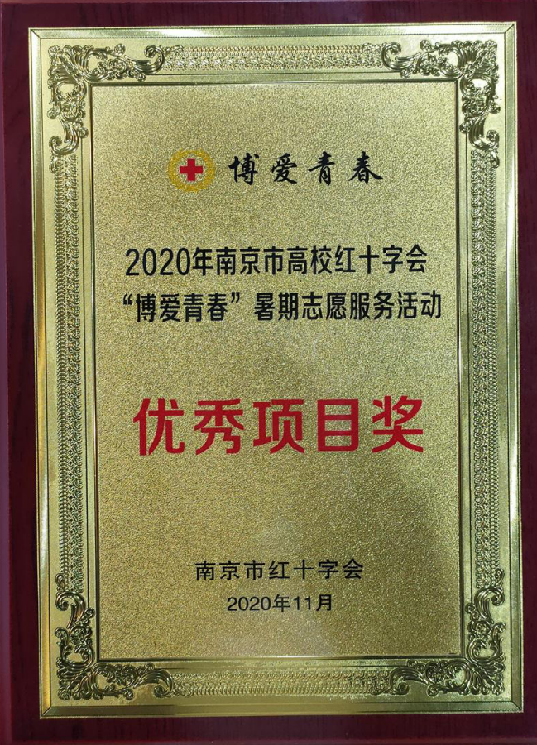 博爱青春
2020年南京市高校红十字会
“博爱青春”暑期志愿服务活动
优秀项目奖
南京市红十字会
2020年11月